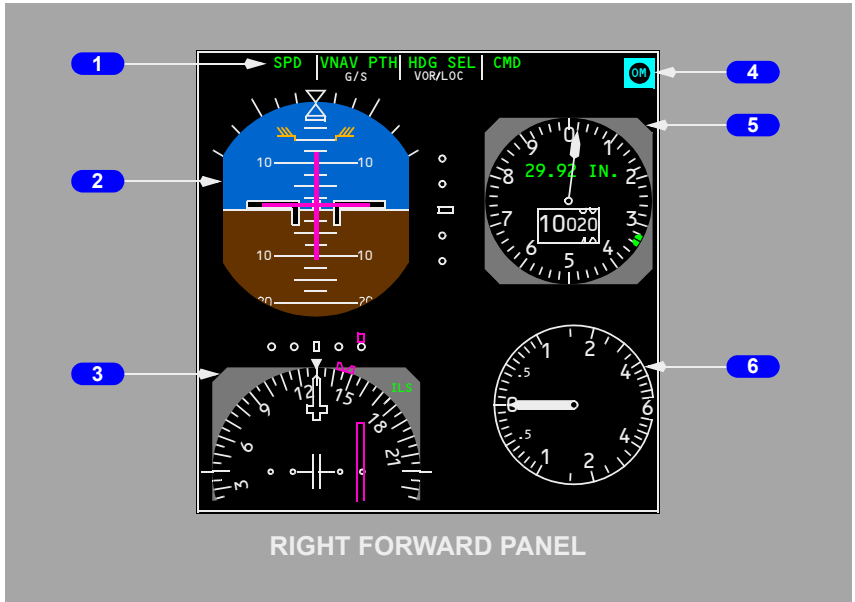 1
SPD VNAV PTH HDG SEL CMD
G/S VOR/LOC
OM
4
5
2
10 10
10 10
20 20
0
1
2
3
4
5
6
7
8
9
29.92 IN.
10020
3
ILS
3 6 9 12 15 18 21
6
.5 1 2 4 6
0
.5 1 2 4
RIGHT FORWARD PANEL